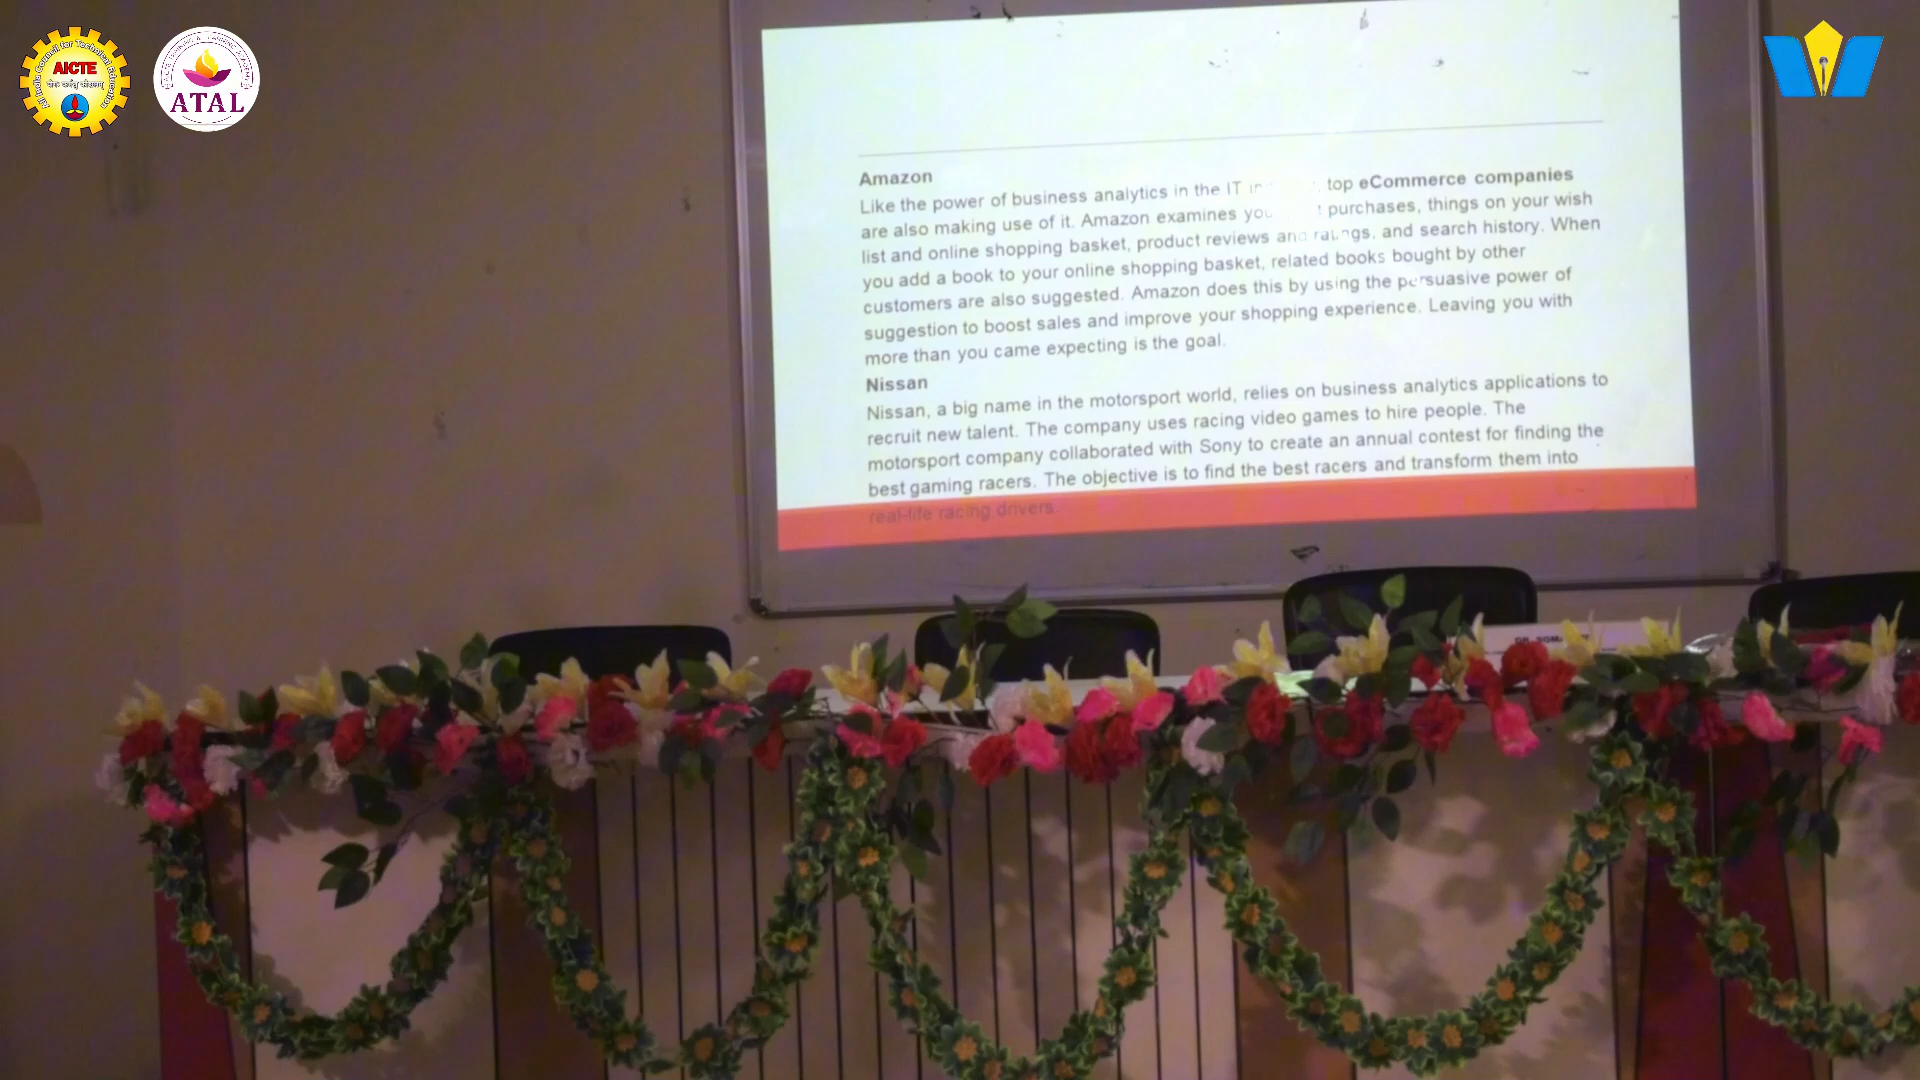 All India Council for Technical Education
AICTE
ATAL
Amazon
Like the power of business analytics in the IT top eCommerce companies
are also making use of it. Amazon examines purchases, things on your wish
list and online shopping basket, product reviews and ratings, and search history. When
you add a book to your online shopping basket, related books bought by other
customers are also suggested. Amazon does this by using the persuasive power of
suggestion to boost sales and improve your shopping experience. Leaving you with
more than you came expecting is the goal.
Nissan
Nissan, a big name in the motorsport world, relies on business analytics applications to
recruit new talent. The company uses racing video games to hire people. The
motorsport company collaborated with Sony to create an annual contest for finding the
best gaming racers. The objective is to find the best racers and transform them into
real-life racing drivers.
DR.